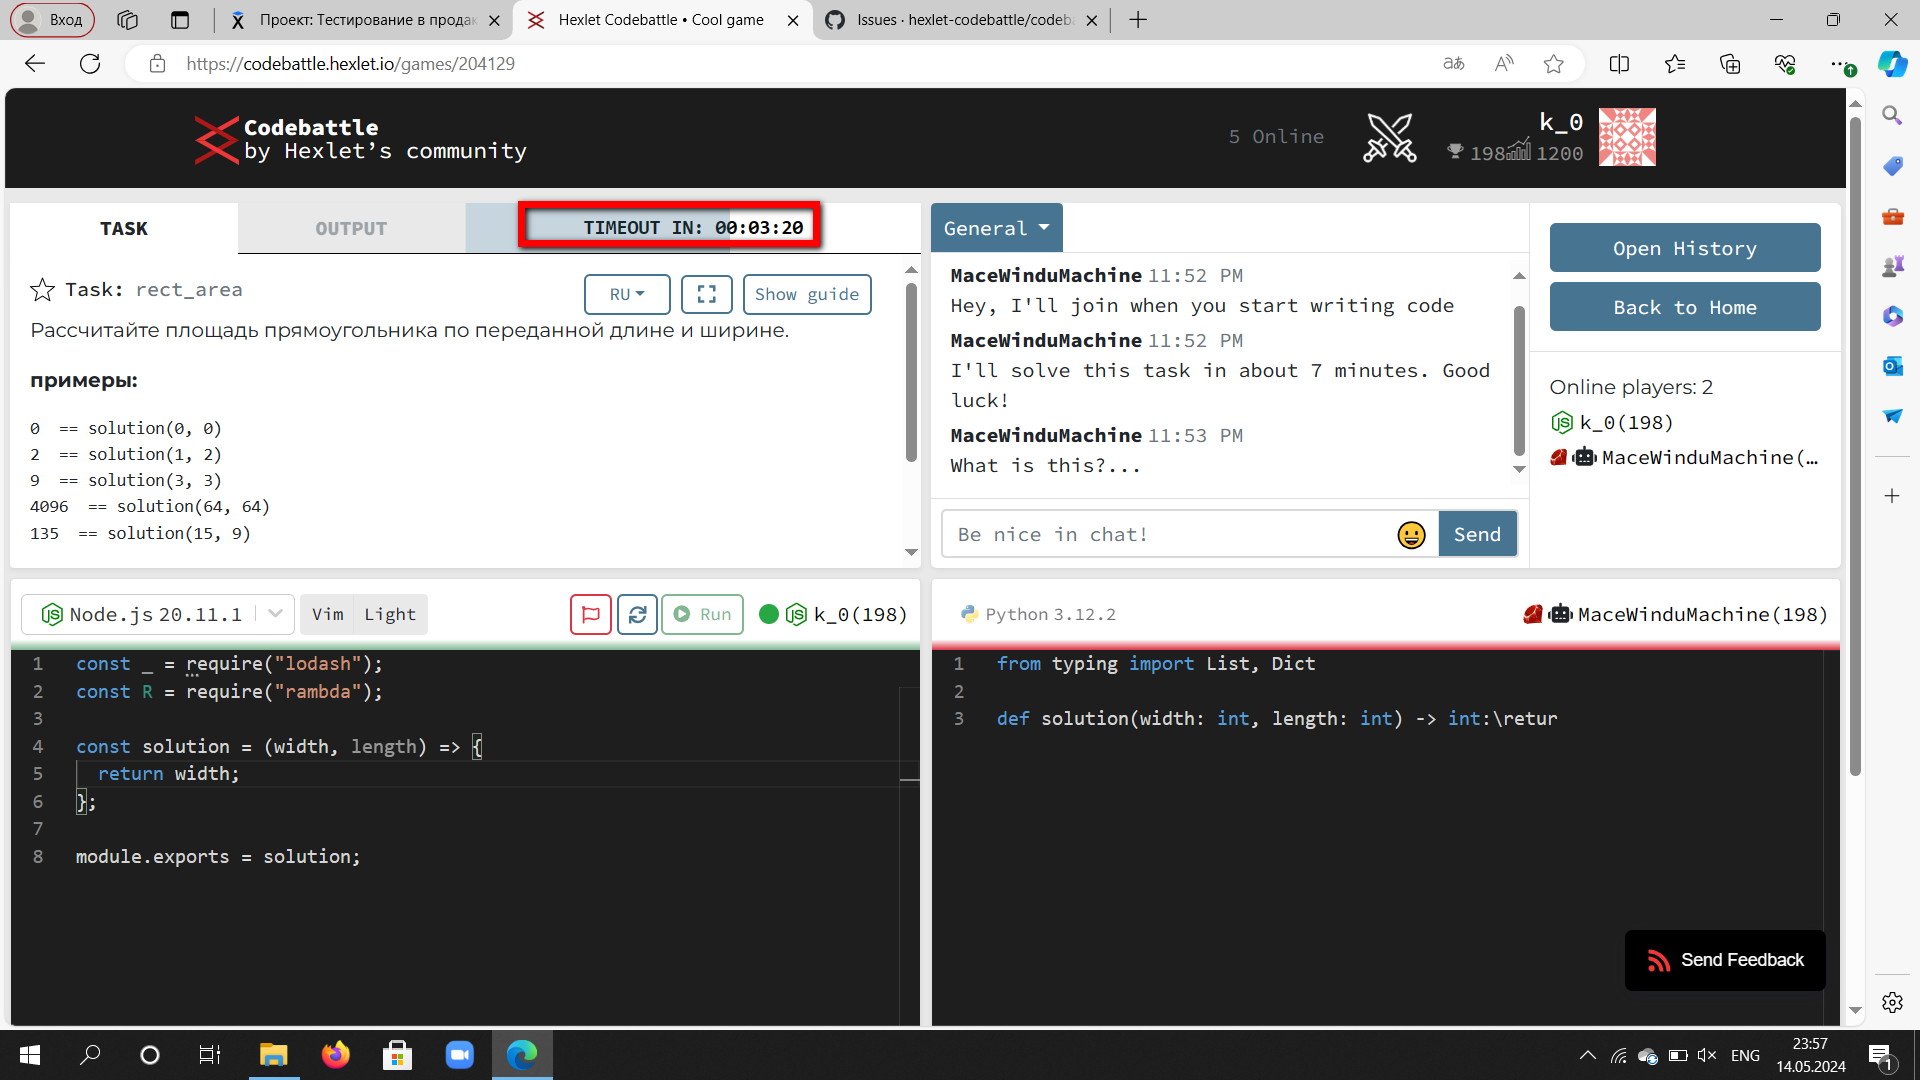 Вход
Проект: Тестирование в продак
Hexlet Codebattle • Cool game
Issues · hexlet-codebattle/codeba
https://codebattle.hexlet.io/games/204129
Codebattle
by Hexlet’s community
5 Online
k_0
198
1200
TASK
OUTPUT
TIMEOUT IN: 00:03:20
Task: rect_area
RU
Show guide
Рассчитайте площадь прямоугольника по переданной длине и ширине.
примеры:
0 == solution(0, 0)
2 == solution(1, 2)
9 == solution(3, 3)
4096 == solution(64, 64)
135 == solution(15, 9)
General
MaceWinduMachine 11:52 PM
Hey, I'll join when you start writing code
MaceWinduMachine 11:52 PM
I'll solve this task in about 7 minutes. Good
luck!
MaceWinduMachine 11:53 PM
What is this?...
Be nice in chat!
Send
Open History
Back to Home
Online players: 2
k_0(198)
MaceWinduMachine(…
Node.js 20.11.1
Vim
Light
Run
k_0(198)
1 const _ = require("lodash");
2 const R = require("rambda");
3
4 const solution = (width, length) => {
5 return width;
6 };
7
8 module.exports = solution;
Python 3.12.2
MaceWinduMachine(198)
1 from typing import List, Dict
2
3 def solution(width: int, length: int) -> int:\retur
Send Feedback
ENG
23:57
14.05.2024
1